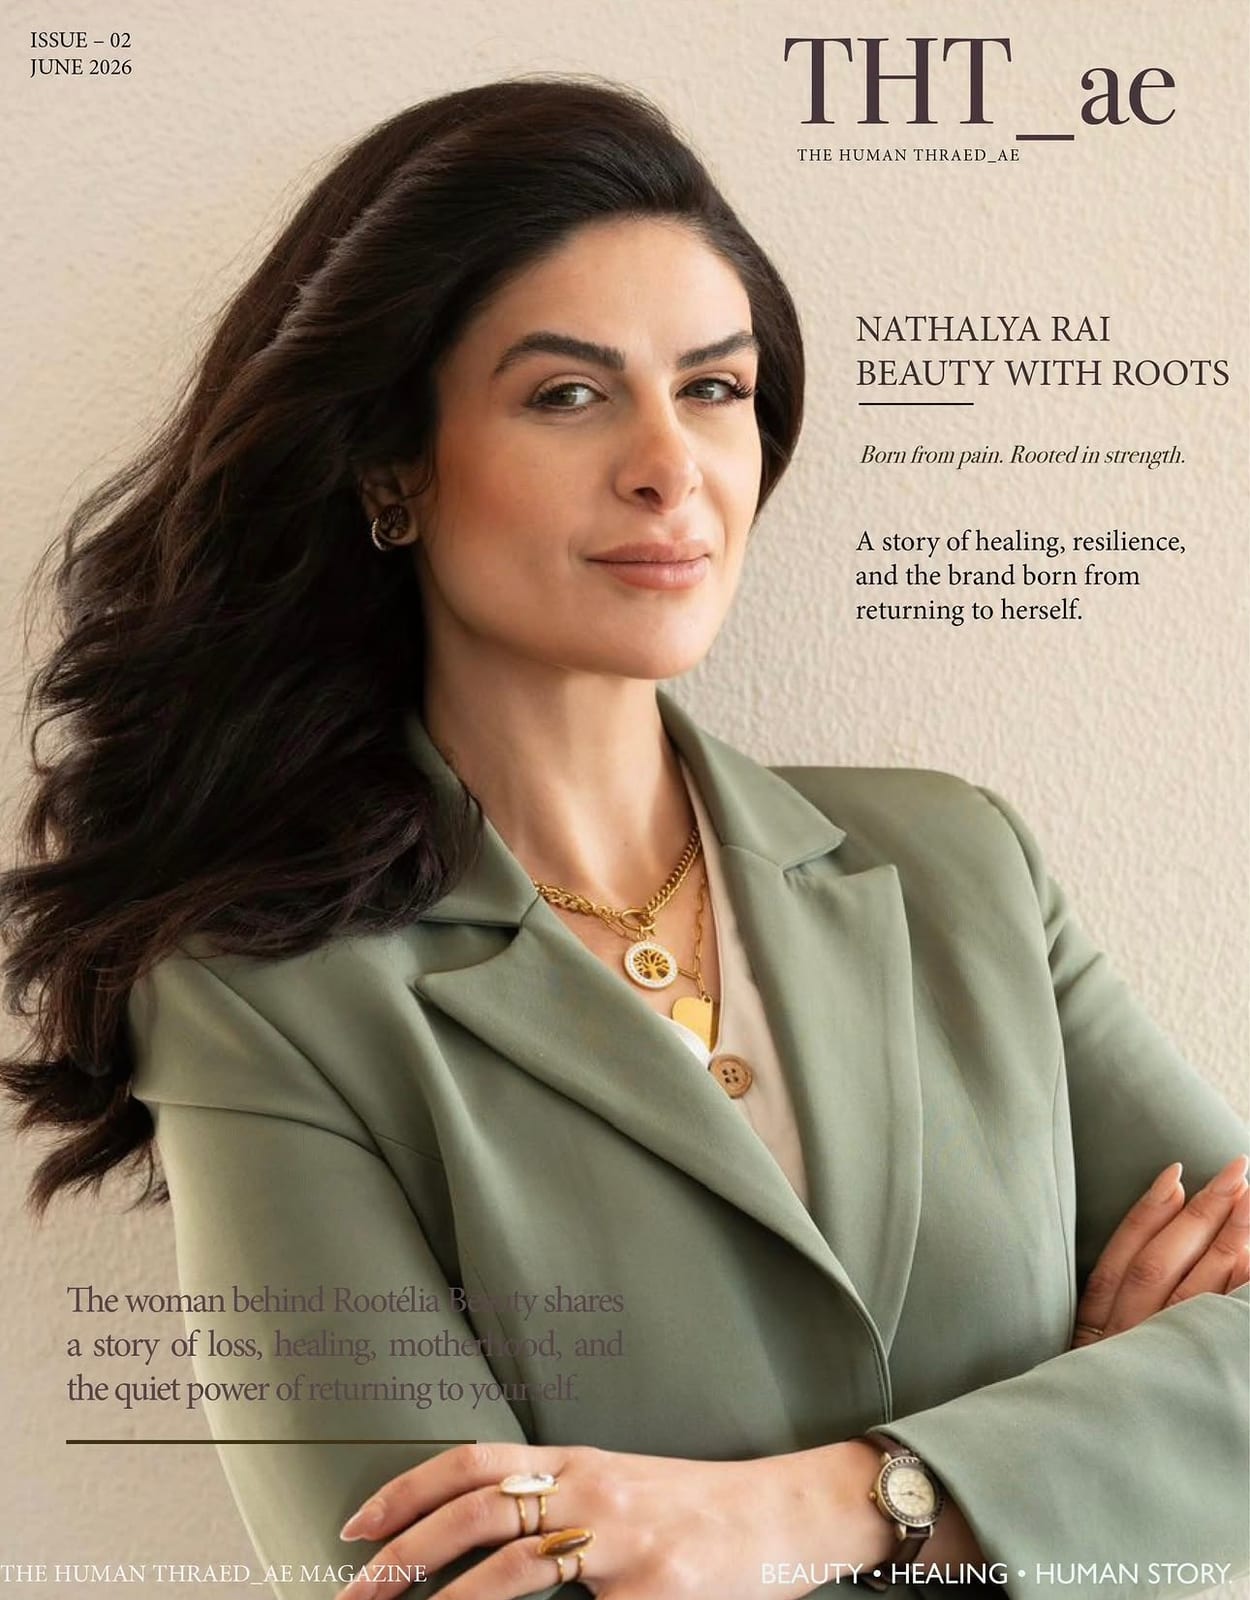 ISSUE – 02
JUNE 2026
THT_ae
THE HUMAN THRAED_AE
NATHALYA RAI
BEAUTY WITH ROOTS
Born from pain. Rooted in strength.
A story of healing, resilience,
and the brand born from
returning to herself.
The woman behind Rootélia Beauty shares
a story of loss, healing, motherhood, and
the quiet power of returning to yourself.
THE HUMAN THRAED_AE MAGAZINE
BEAUTY • HEALING • HUMAN STORY.